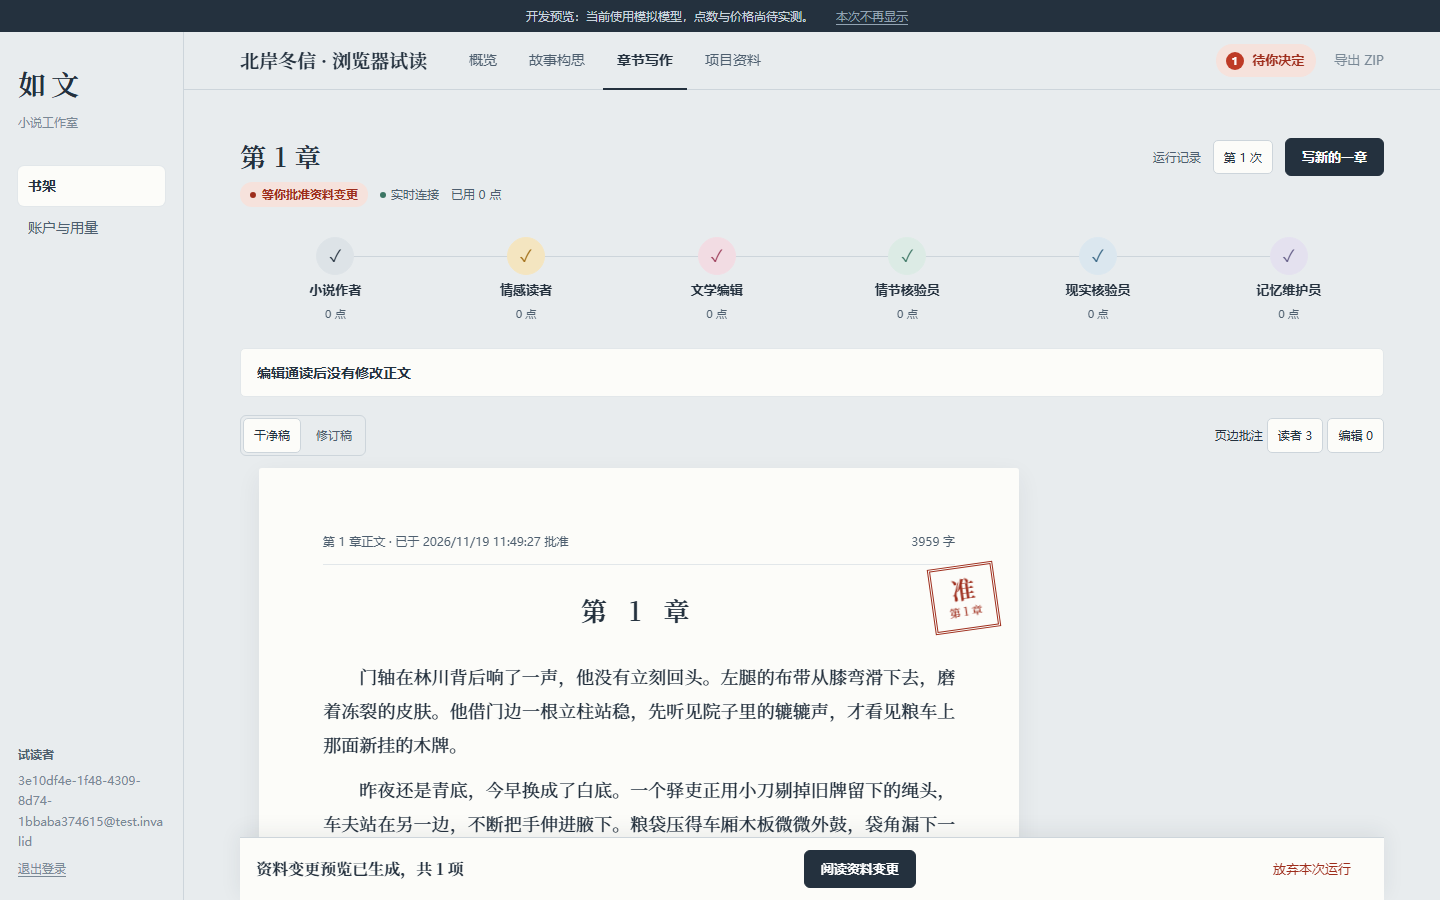 开发预览：当前使用模拟模型，点数与价格尚待实测。 本次不再显示
如文
小说工作室
书架
账户与用量
试读者
3e10df4e-1f48-4309-
8d74-
1bbaba374615@test.inva
lid
退出登录
北岸冬信 · 浏览器试读 概览 故事构思 章节写作 项目资料 1 待你决定 导出 ZIP
第 1 章 运行记录 第 1 次 写新的一章
等你批准资料变更 实时连接 已用 0 点
小说作者 情感读者 文学编辑 情节核验员 现实核验员 记忆维护员
0 点 0 点 0 点 0 点 0 点 0 点
编辑通读后没有修改正文
干净稿 修订稿 页边批注 读者 3 编辑 0
第 1 章正文 · 已于 2026/11/19 11:49:27 批准 3959 字
准
第 1 章
第 1 章
门轴在林川背后响了一声，他没有立刻回头。左腿的布带从膝弯滑下去，磨
着冻裂的皮肤。他借门边一根立柱站稳，先听见院子里的辘辘声，才看见粮车上
那面新挂的木牌。
昨夜还是青底，今早换成了白底。一个驿吏正用小刀剔掉旧牌留下的绳头，
车夫站在另一边，不断把手伸进腋下。粮袋压得车厢木板微微外鼓，袋角漏下一
资料变更预览已生成，共 1 项 阅读资料变更 放弃本次运行